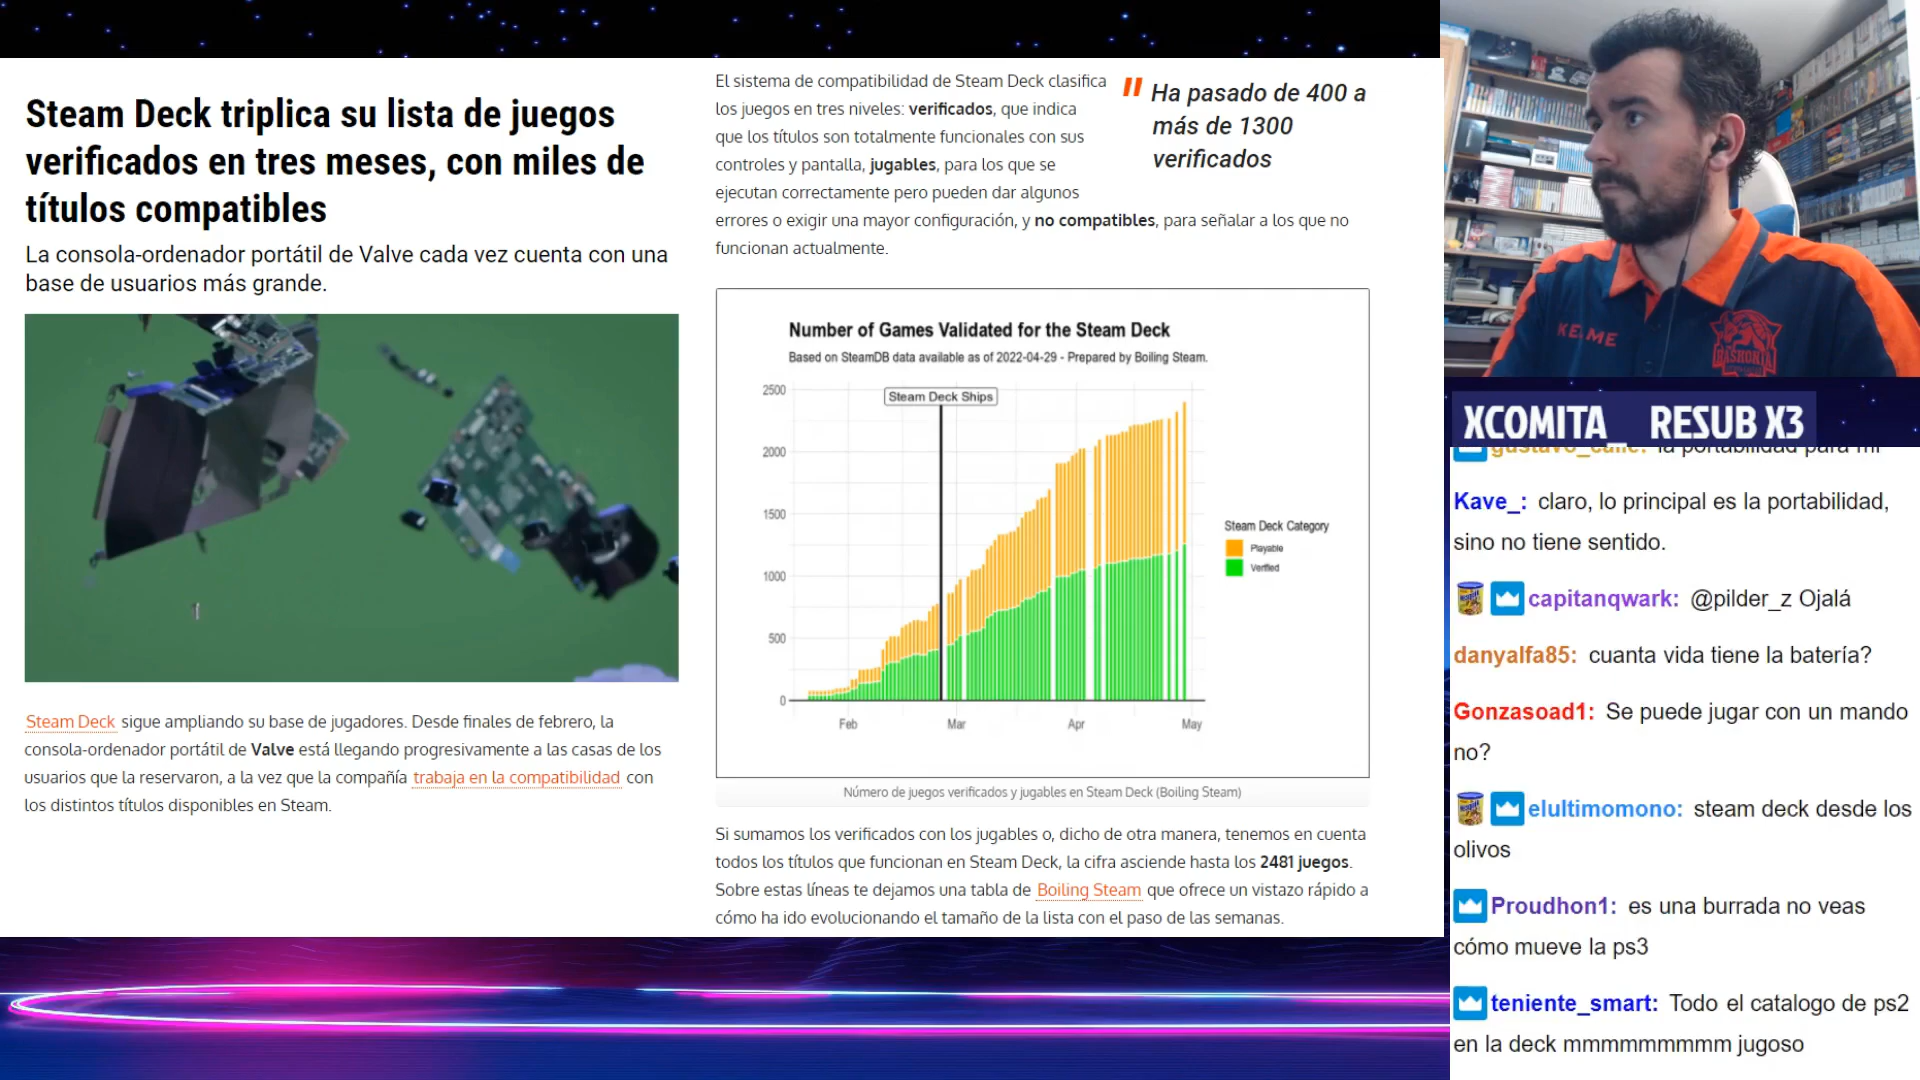 Steam Deck triplica su lista de juegos
verificados en tres meses, con miles de
títulos compatibles
La consola-ordenador portátil de Valve cada vez cuenta con una
base de usuarios más grande.
Steam Deck sigue ampliando su base de jugadores. Desde finales de febrero, la
consola-ordenador portátil de Valve está llegando progresivamente a las casas de los
usuarios que la reservaron, a la vez que la compañía trabaja en la compatibilidad con
los distintos títulos disponibles en Steam.
El sistema de compatibilidad de Steam Deck clasifica
los juegos en tres niveles: verificados, que indica
que los títulos son totalmente funcionales con sus
controles y pantalla, jugables, para los que se
ejecutan correctamente pero pueden dar algunos
errores o exigir una mayor configuración, y no compatibles, para señalar a los que no
funcionan actualmente.
" Ha pasado de 400 a
más de 1300
verificados
Number of Games Validated for the Steam Deck
Based on SteamDB data available as of 2022-04-29 - Prepared by Boiling Steam.
Steam Deck Ships
2500
2000
1500
1000
500
0
Feb Mar Apr May
Steam Deck Category
Playable
Verified
Número de juegos verificados y jugables en Steam Deck (Boiling Steam)
Si sumamos los verificados con los jugables o, dicho de otra manera, tenemos en cuenta
todos los títulos que funcionan en Steam Deck, la cifra asciende hasta los 2481 juegos.
Sobre estas líneas te dejamos una tabla de Boiling Steam que ofrece un vistazo rápido a
cómo ha ido evolucionando el tamaño de la lista con el paso de las semanas.
KELME
BASKONIA
XCOMITA_ RESUB X3
gustavo_calle: la portabilidad para mi
Kave_: claro, lo principal es la portabilidad,
sino no tiene sentido.
capitanqwark: @pilder_z Ojalá
danyalfa85: cuanta vida tiene la batería?
Gonzasoad1: Se puede jugar con un mando
no?
elultimomono: steam deck desde los
olivos
Proudhon1: es una burrada no veas
cómo mueve la ps3
teniente_smart: Todo el catalogo de ps2
en la deck mmmmmmmmm jugoso